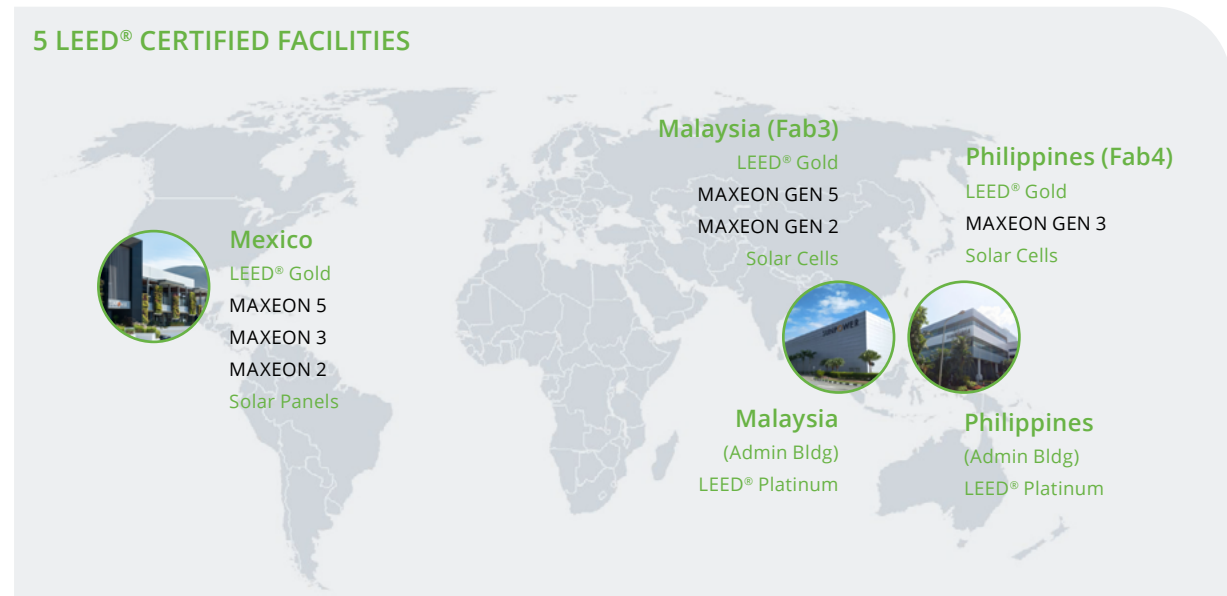 5 LEED® CERTIFIED FACILITIES
Mexico
LEED® Gold
MAXEON 5
MAXEON 3
MAXEON 2
Solar Panels
Malaysia (Fab3)
LEED® Gold
MAXEON GEN 5
MAXEON GEN 2
Solar Cells
Philippines (Fab4)
LEED® Gold
MAXEON GEN 3
Solar Cells
SUNPOWER
Malaysia
(Admin Bldg)
LEED® Platinum
Philippines
(Admin Bldg)
LEED® Platinum